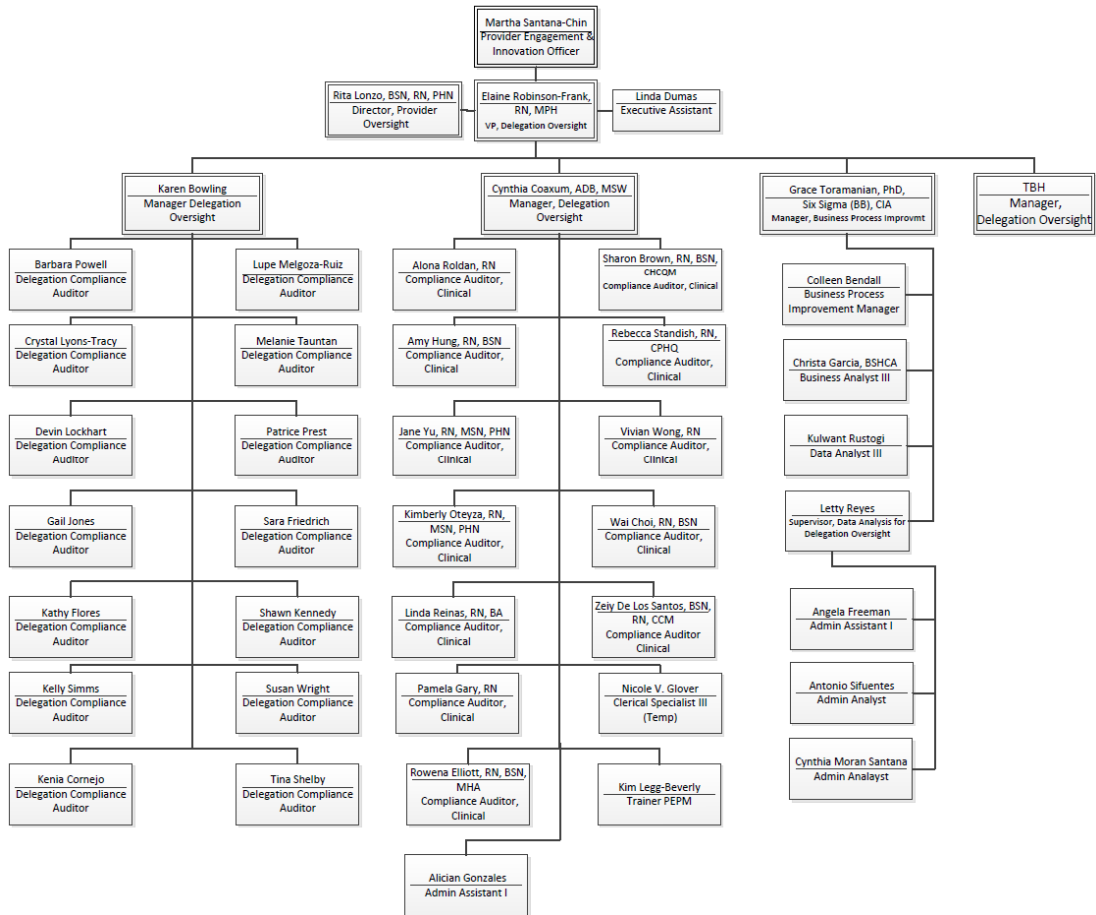 Martha Santana-Chin
Provider Engagement &
Innovation Officer
Rita Lonzo, BSN, RN, PHN
Director, Provider
Oversight
Elaine Robinson-Frank,
RN, MPH
VP, Delegation Oversight
Linda Dumas
Executive Assistant
Karen Bowling
Manager Delegation
Oversight
Cynthia Coaxum, ADB, MSW
Manager, Delegation
Oversight
Grace Toramanian, PhD,
Six Sigma (BB), CIA
Manager, Business Process Improvmt
TBH
Manager,
Delegation Oversight
Barbara Powell
Delegation Compliance
Auditor
Lupe Melgoza-Ruiz
Delegation Compliance
Auditor
Crystal Lyons-Tracy
Delegation Compliance
Auditor
Melanie Tauntan
Delegation Compliance
Auditor
Devin Lockhart
Delegation Compliance
Auditor
Patrice Prest
Delegation Compliance
Auditor
Gail Jones
Delegation Compliance
Auditor
Sara Friedrich
Delegation Compliance
Auditor
Kathy Flores
Delegation Compliance
Auditor
Shawn Kennedy
Delegation Compliance
Auditor
Kelly Simms
Delegation Compliance
Auditor
Susan Wright
Delegation Compliance
Auditor
Kenia Cornejo
Delegation Compliance
Auditor
Tina Shelby
Delegation Compliance
Auditor
Alona Roldan, RN
Compliance Auditor,
Clinical
Sharon Brown, RN, BSN,
CHCQM
Compliance Auditor, Clinical
Amy Hung, RN, BSN
Compliance Auditor,
Clinical
Rebecca Standish, RN,
CPHQ
Compliance Auditor,
Clinical
Jane Yu, RN, MSN, PHN
Compliance Auditor,
Clinical
Vivian Wong, RN
Compliance Auditor,
Clinical
Kimberly Oteyza, RN,
MSN, PHN
Compliance Auditor,
Clinical
Wai Choi, RN, BSN
Compliance Auditor,
Clinical
Linda Reinas, RN, BA
Compliance Auditor,
Clinical
Zeiy De Los Santos, BSN,
RN, CCM
Compliance Auditor
Clinical
Pamela Gary, RN
Compliance Auditor,
Clinical
Nicole V. Glover
Clerical Specialist III
(Temp)
Rowena Elliott, RN, BSN,
MHA
Compliance Auditor,
Clinical
Kim Legg-Beverly
Trainer PEPM
Alician Gonzales
Admin Assistant I
Colleen Bendall
Business Process
Improvement Manager
Christa Garcia, BSHCA
Business Analyst III
Kulwant Rustogi
Data Analyst III
Letty Reyes
Supervisor, Data Analysis for
Delegation Oversight
Angela Freeman
Admin Assistant I
Antonio Sifuentes
Admin Analyst
Cynthia Moran Santana
Admin Analayst